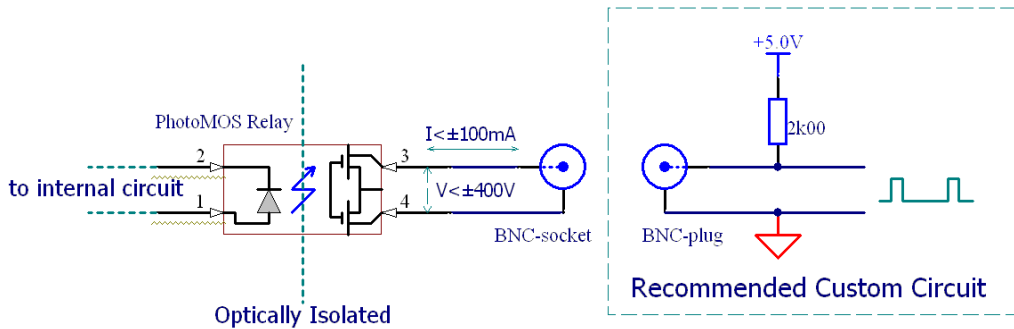 +5.0V
2k00
PhotoMOS Relay
I<±100mA
2
3
to internal circuit
V<±400V
1
4
BNC-socket
BNC-plug
Recommended Custom Circuit
Optically Isolated